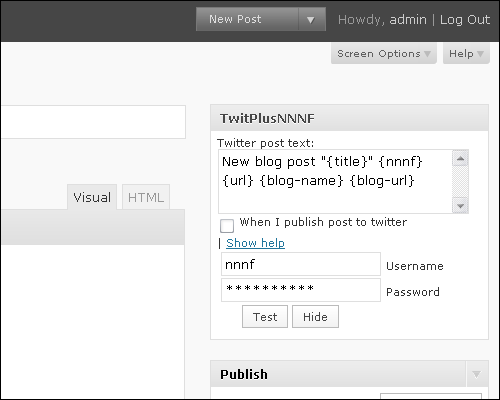 New Post
Howdy, admin | Log Out
Screen Options
Help
TwitPlusNNNF
Twitter post text:
New blog post "{title}" {nnnf}
{url} {blog-name} {blog-url}
Visual
HTML
When I publish post to twitter
| Show help
nnnf Username
********** Password
Test
Hide
Publish